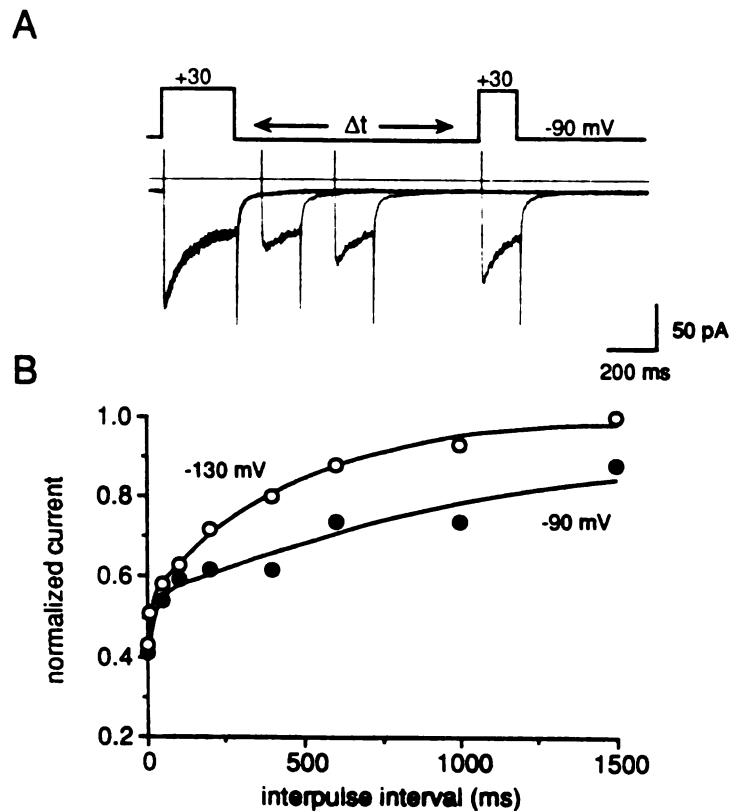 A
+30
+30
Δt
-90 mV
50 pA
200 ms
B
1.0
0.8
0.6
0.4
0.2
normalized current
-130 mV
-90 mV
0
500
1000
1500
interpulse interval (ms)